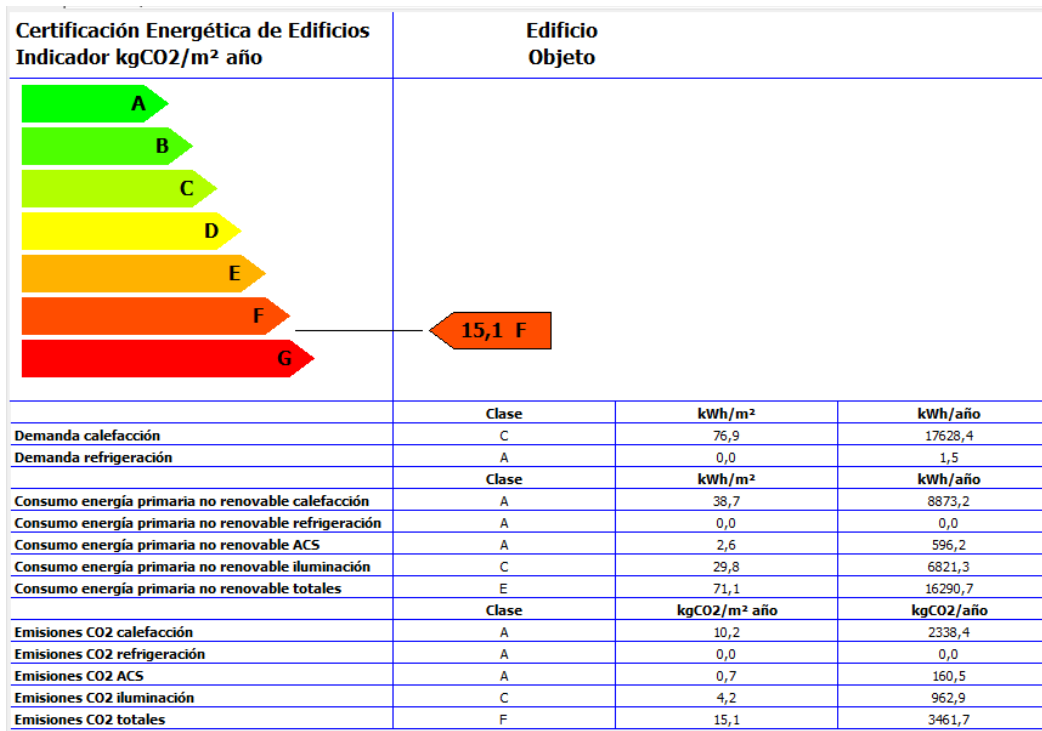 Certificación Energética de Edificios
Indicador kgCO2/m² año
Edificio
Objeto
A
B
C
D
E
F
15,1 F
G
Clase kWh/m² kWh/año
Demanda calefacción C 76,9 17628,4
Demanda refrigeración A 0,0 1,5
Clase kWh/m² kWh/año
Consumo energía primaria no renovable calefacción A 38,7 8873,2
Consumo energía primaria no renovable refrigeración A 0,0 0,0
Consumo energía primaria no renovable ACS A 2,6 596,2
Consumo energía primaria no renovable iluminación C 29,8 6821,3
Consumo energía primaria no renovable totales E 71,1 16290,7
Clase kgCO2/m² año kgCO2/año
Emisiones CO2 calefacción A 10,2 2338,4
Emisiones CO2 refrigeración A 0,0 0,0
Emisiones CO2 ACS A 0,7 160,5
Emisiones CO2 iluminación C 4,2 962,9
Emisiones CO2 totales F 15,1 3461,7